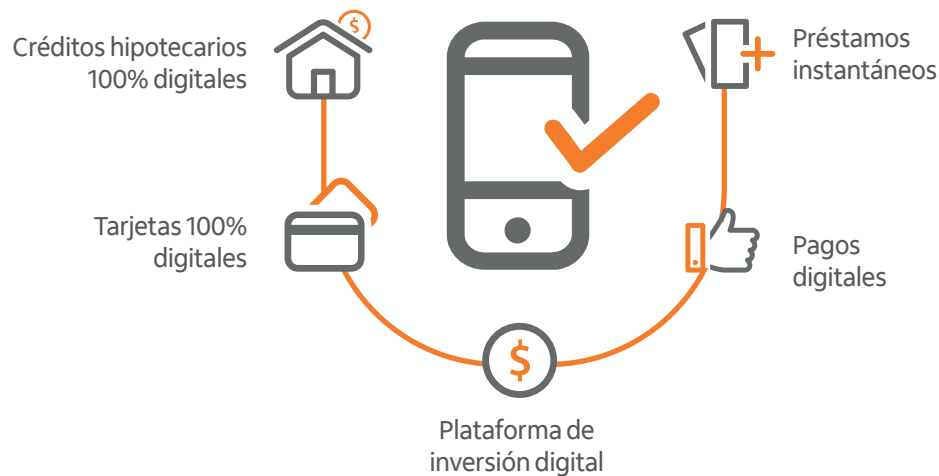 Créditos hipotecarios
100% digitales
$
Préstamos
instantáneos
Tarjetas 100%
digitales
Pagos
digitales
$
Plataforma de
inversión digital